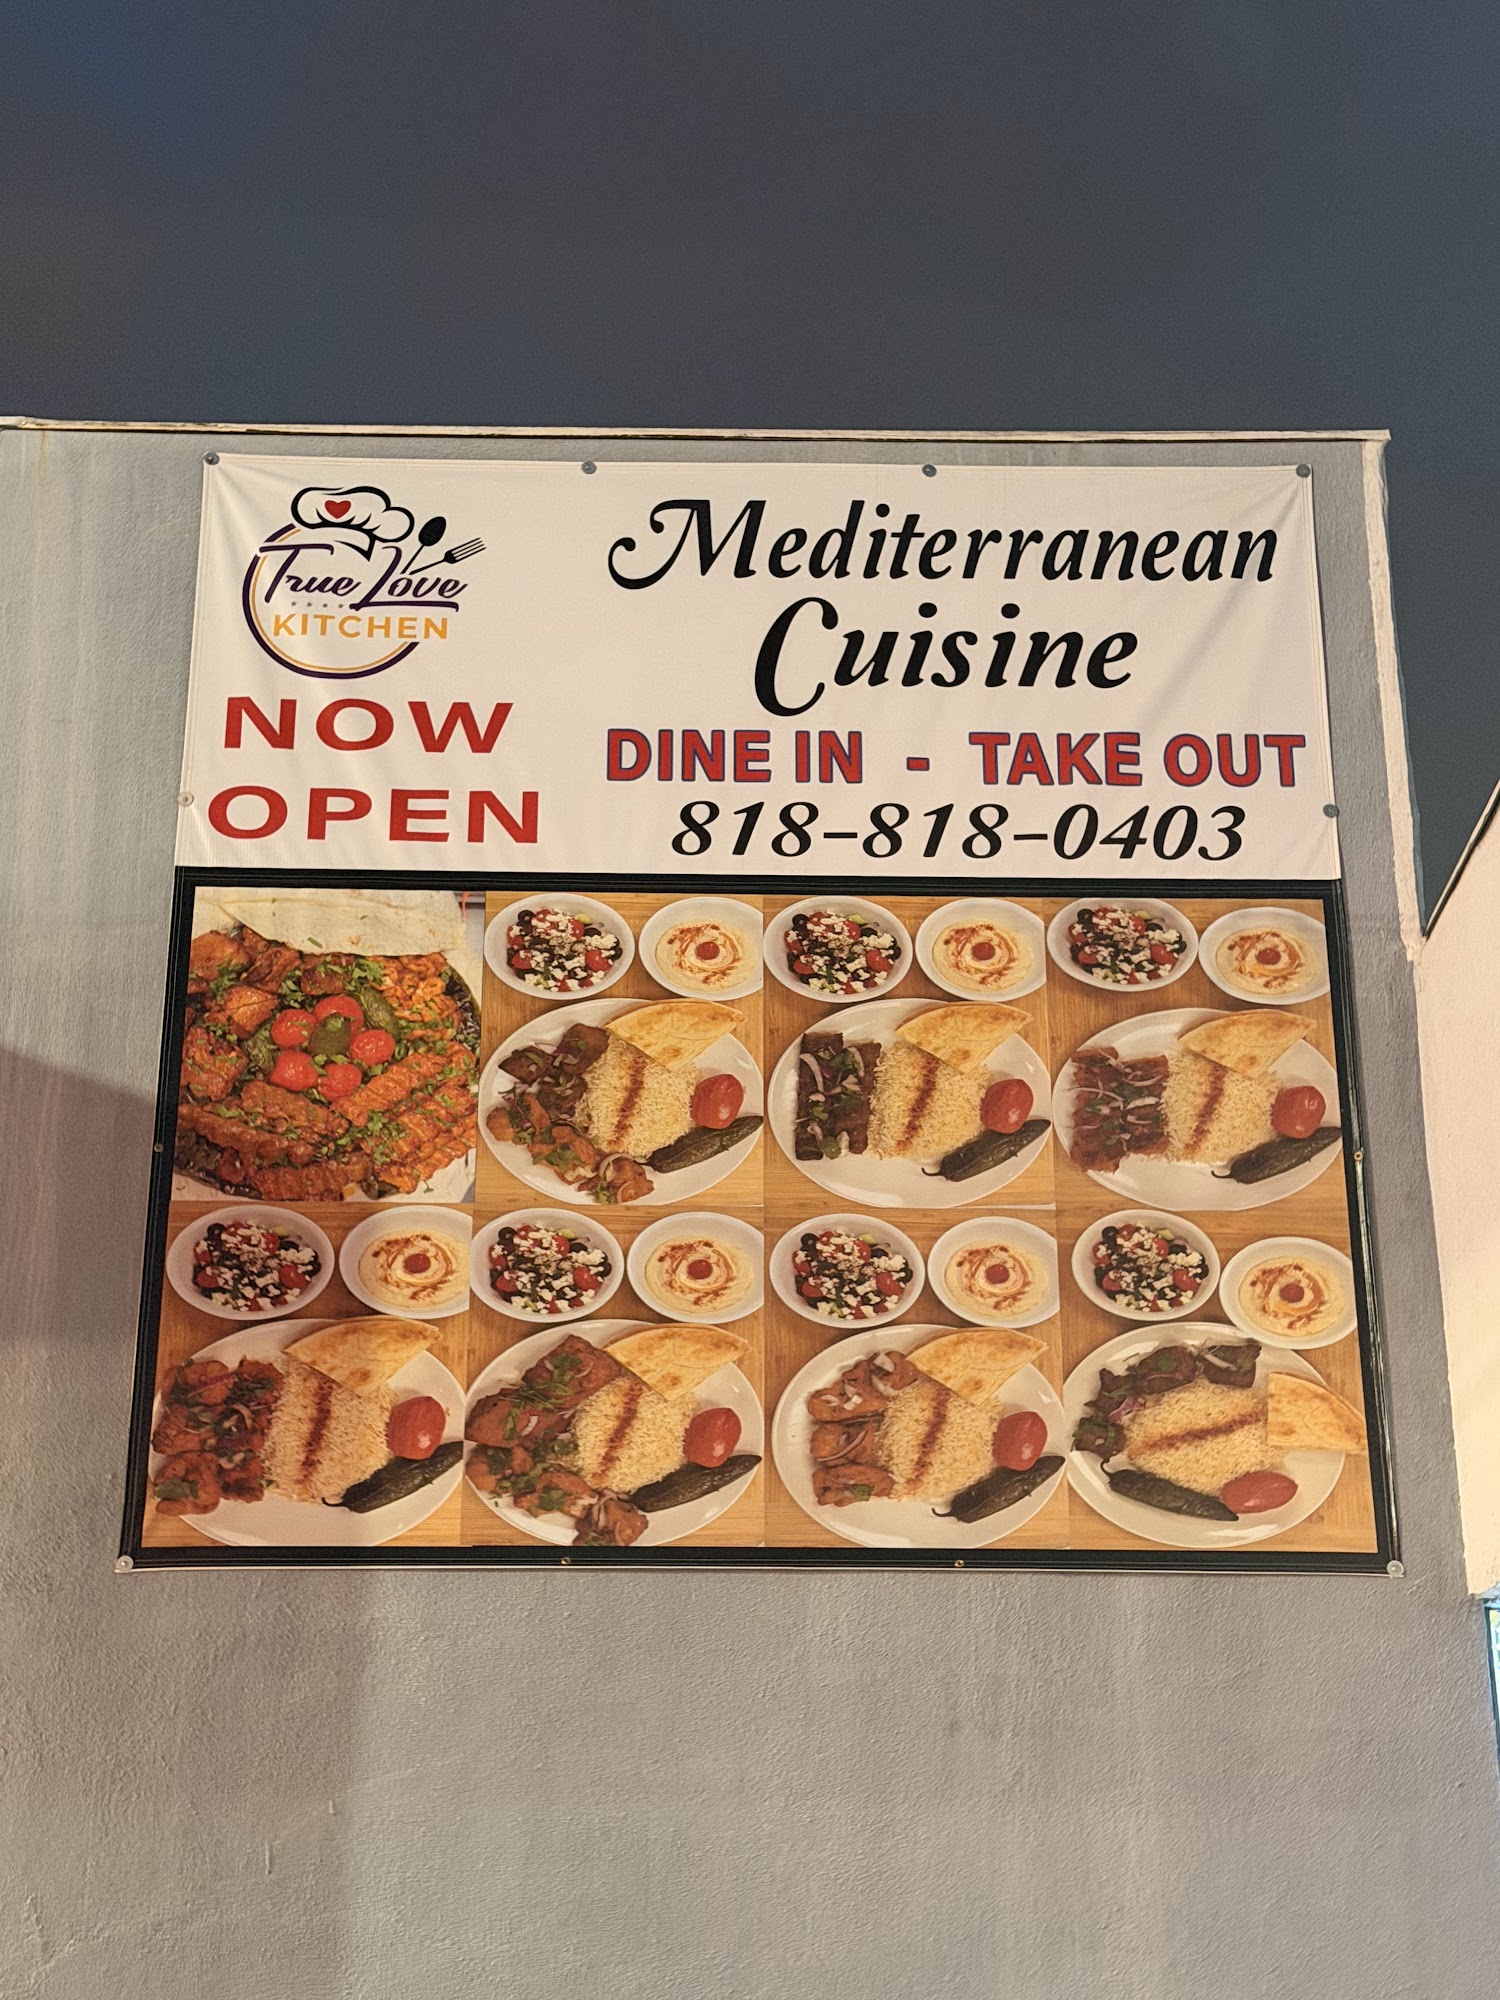 True Love
KITCHEN
NOW
OPEN
Mediterranean
Cuisine
DINE IN - TAKE OUT
818-818-0403